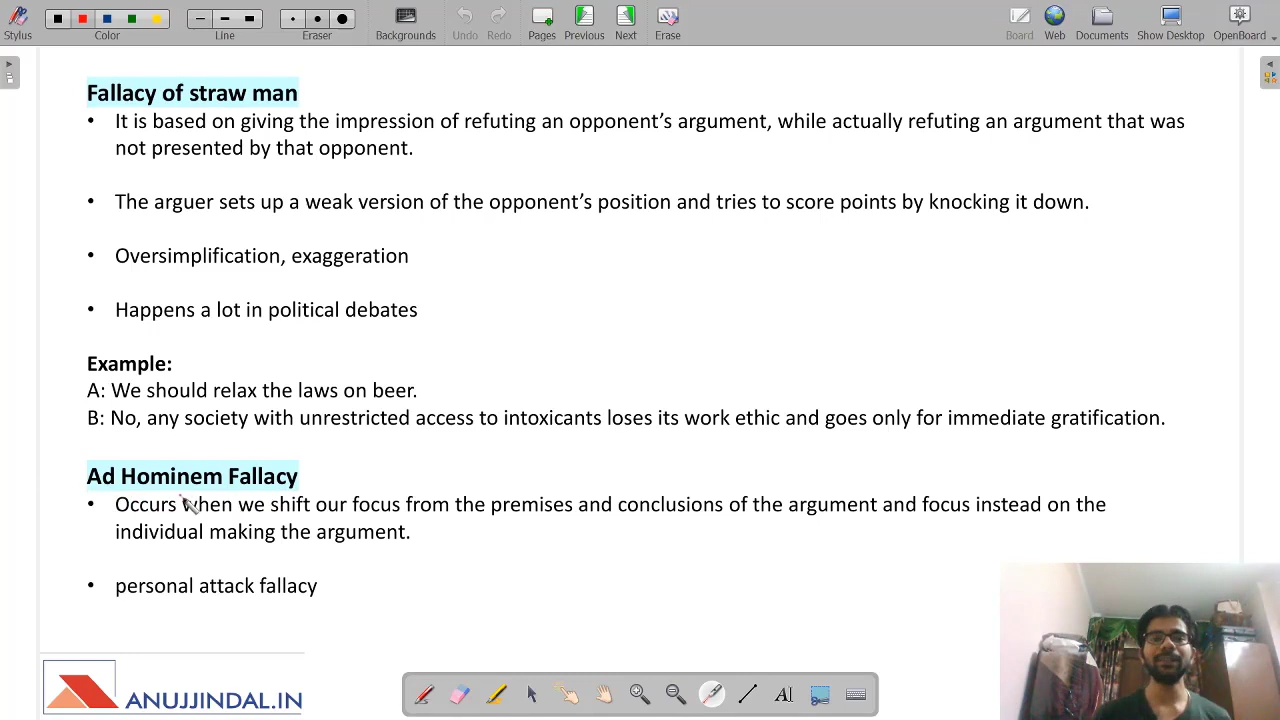 Stylus
Color
Line
Eraser
Backgrounds
Undo
Redo
Pages
Previous
Next
Erase
Board
Web
Documents
Show Desktop
OpenBoard
Fallacy of straw man
• It is based on giving the impression of refuting an opponent’s argument, while actually refuting an argument that was
not presented by that opponent.
• The arguer sets up a weak version of the opponent’s position and tries to score points by knocking it down.
• Oversimplification, exaggeration
• Happens a lot in political debates
Example:
A: We should relax the laws on beer.
B: No, any society with unrestricted access to intoxicants loses its work ethic and goes only for immediate gratification.
Ad Hominem Fallacy
• Occurs when we shift our focus from the premises and conclusions of the argument and focus instead on the
individual making the argument.
• personal attack fallacy
ANUJJINDAL.IN
AI